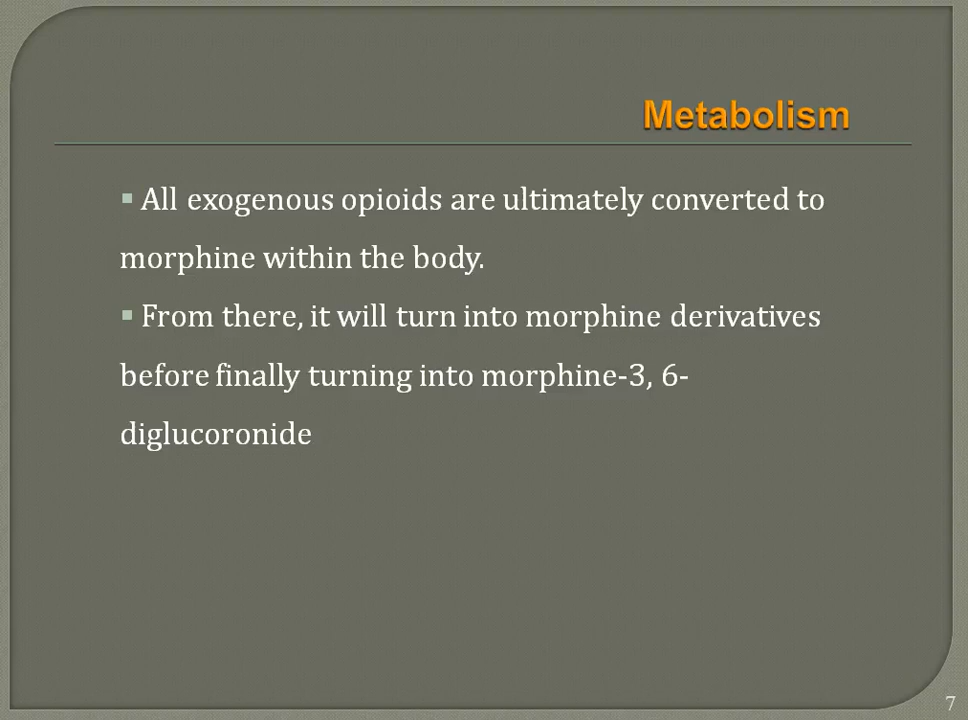 Metabolism
▪ All exogenous opioids are ultimately converted to
morphine within the body.
▪ From there, it will turn into morphine derivatives
before finally turning into morphine-3, 6-
diglucoronide
7